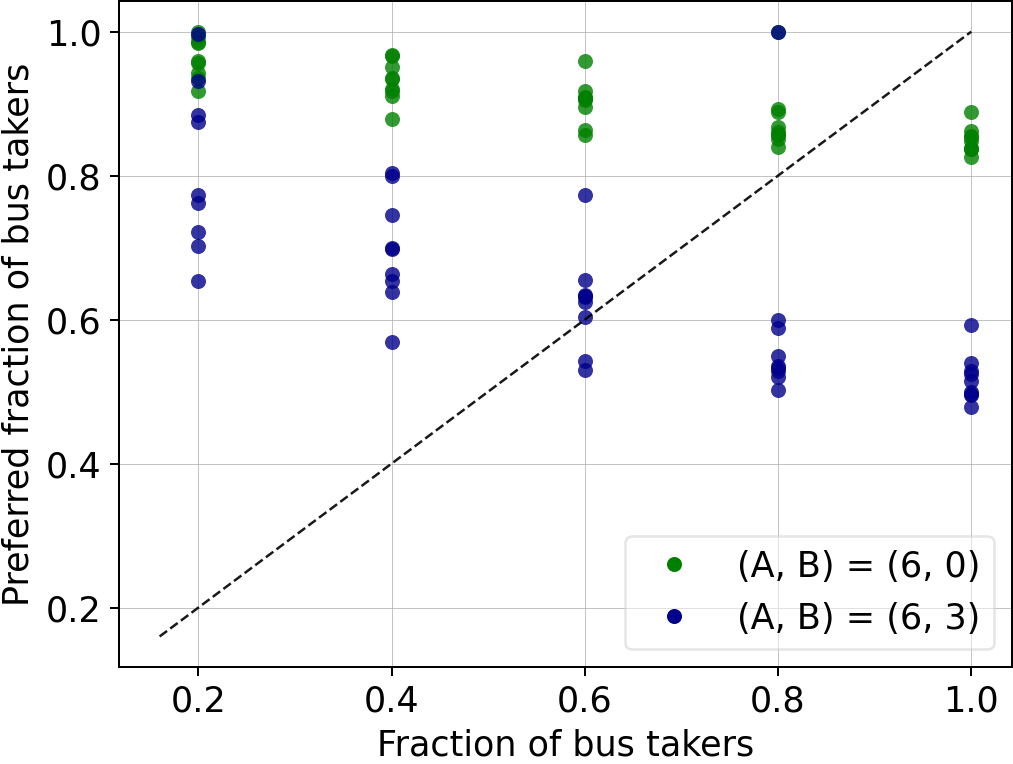 Preferred fraction of bus takers
1.0
0.8
0.6
0.4
0.2
(A, B) = (6, 0)
(A, B) = (6, 3)
0.2 0.4 0.6 0.8 1.0
Fraction of bus takers